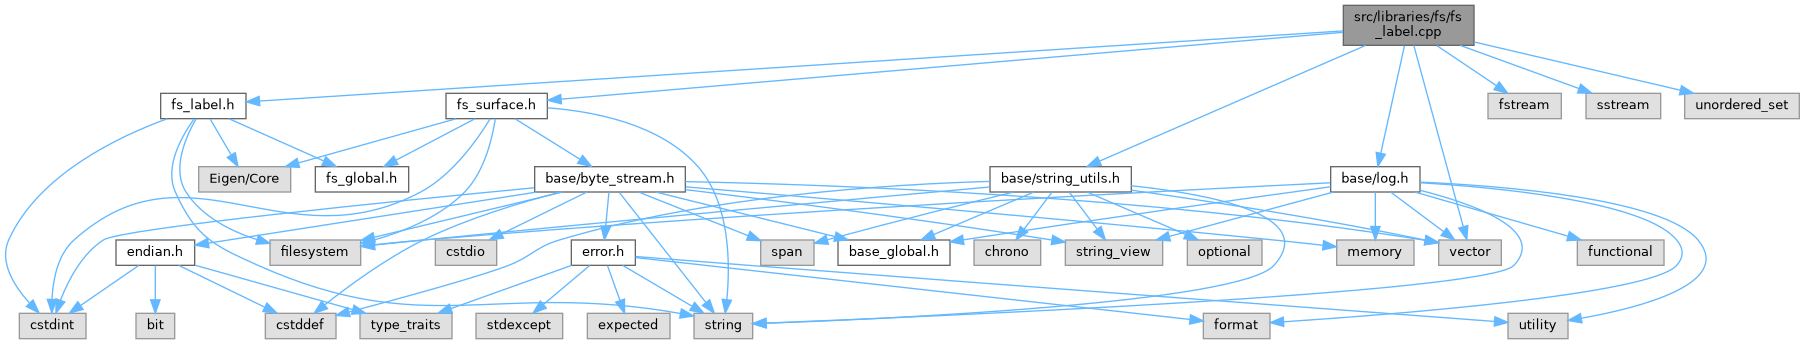 src/libraries/fs/fs
_label.cpp
fs_label.h
fs_surface.h
fstream
sstream
unordered_set
Eigen/Core
fs_global.h
base/byte_stream.h
base/string_utils.h
base/log.h
endian.h
filesystem
cstdio
error.h
span
base_global.h
chrono
string_view
optional
memory
vector
functional
cstdint
bit
cstddef
type_traits
stdexcept
expected
string
format
utility